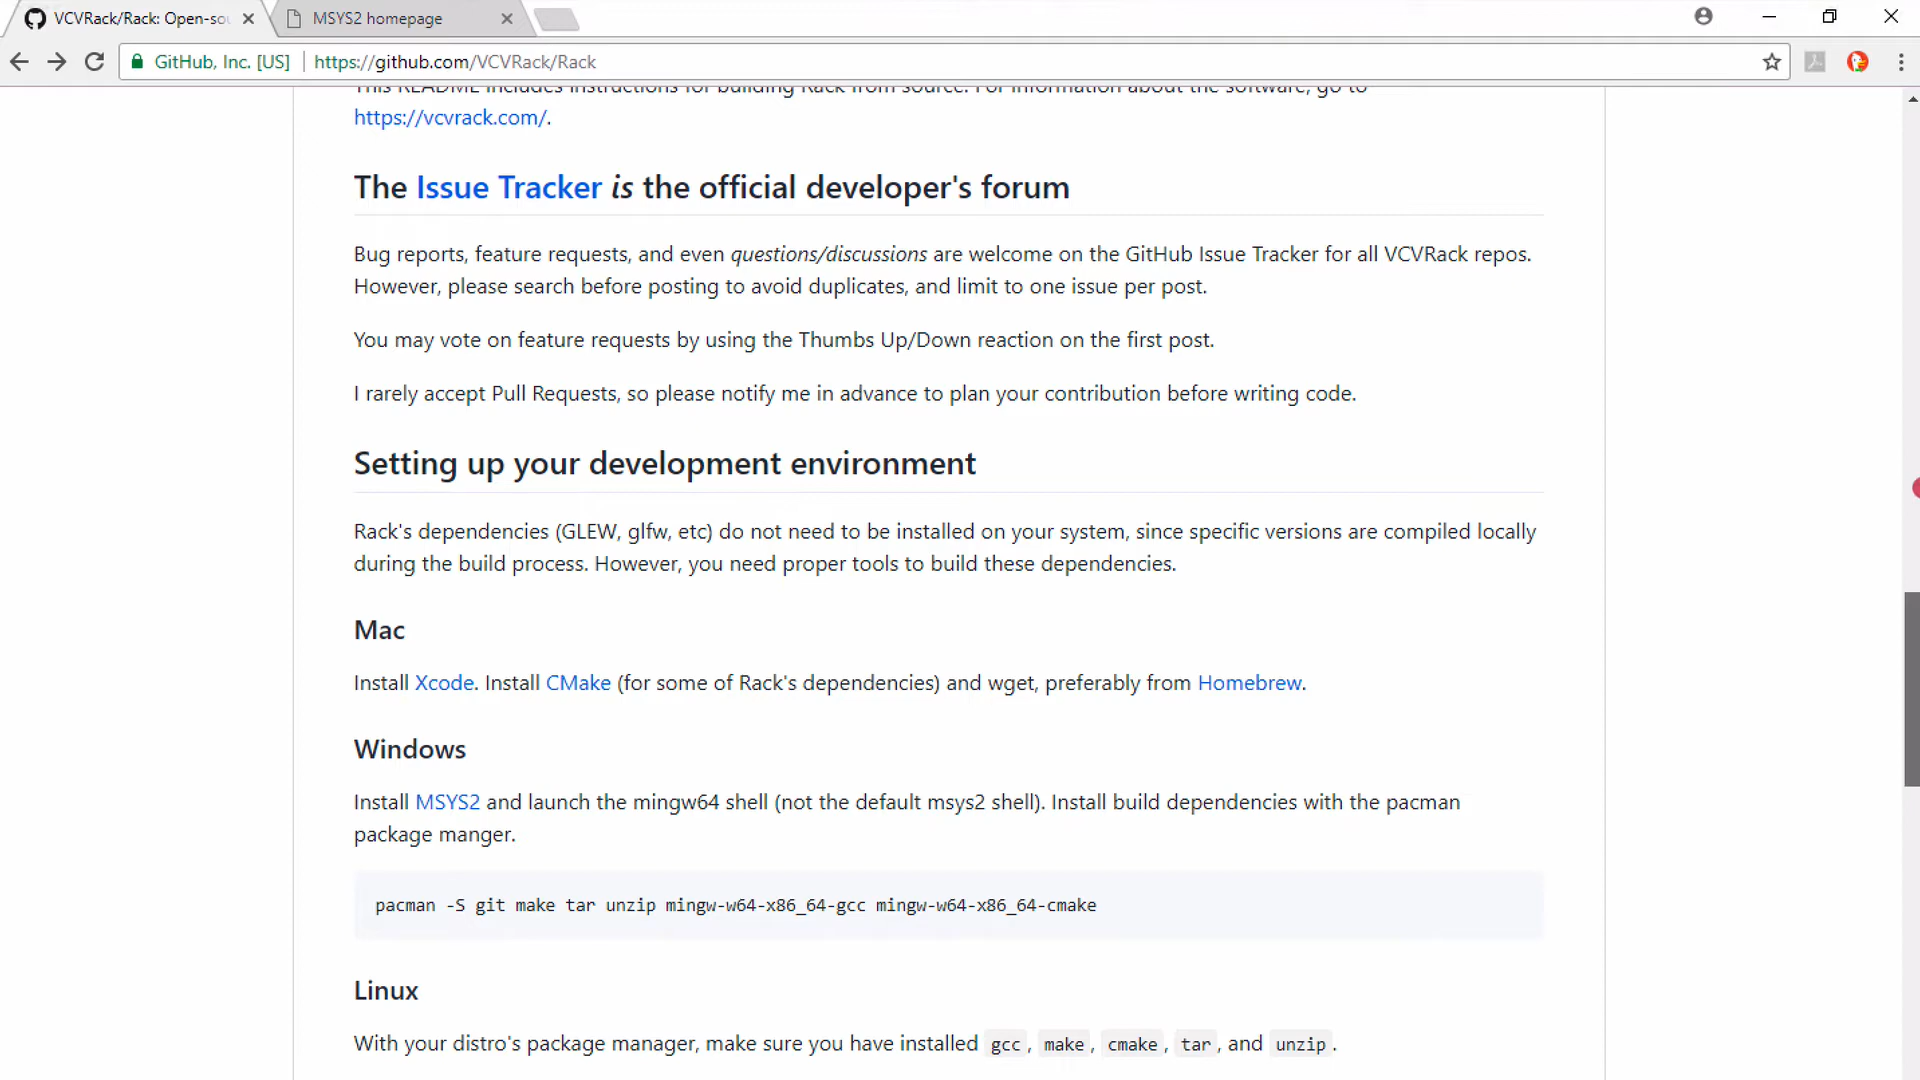 VCVRack/Rack: Open-sou
MSYS2 homepage
GitHub, Inc. [US] https://github.com/VCVRack/Rack
This README includes instructions for building Rack from source. For information about the software, go to
https://vcvrack.com/.
The Issue Tracker is the official developer's forum
Bug reports, feature requests, and even questions/discussions are welcome on the GitHub Issue Tracker for all VCVRack repos.
However, please search before posting to avoid duplicates, and limit to one issue per post.
You may vote on feature requests by using the Thumbs Up/Down reaction on the first post.
I rarely accept Pull Requests, so please notify me in advance to plan your contribution before writing code.
Setting up your development environment
Rack's dependencies (GLEW, glfw, etc) do not need to be installed on your system, since specific versions are compiled locally
during the build process. However, you need proper tools to build these dependencies.
Mac
Install Xcode. Install CMake (for some of Rack's dependencies) and wget, preferably from Homebrew.
Windows
Install MSYS2 and launch the mingw64 shell (not the default msys2 shell). Install build dependencies with the pacman
package manger.
pacman -S git make tar unzip mingw-w64-x86_64-gcc mingw-w64-x86_64-cmake
Linux
With your distro's package manager, make sure you have installed gcc, make, cmake, tar, and unzip.